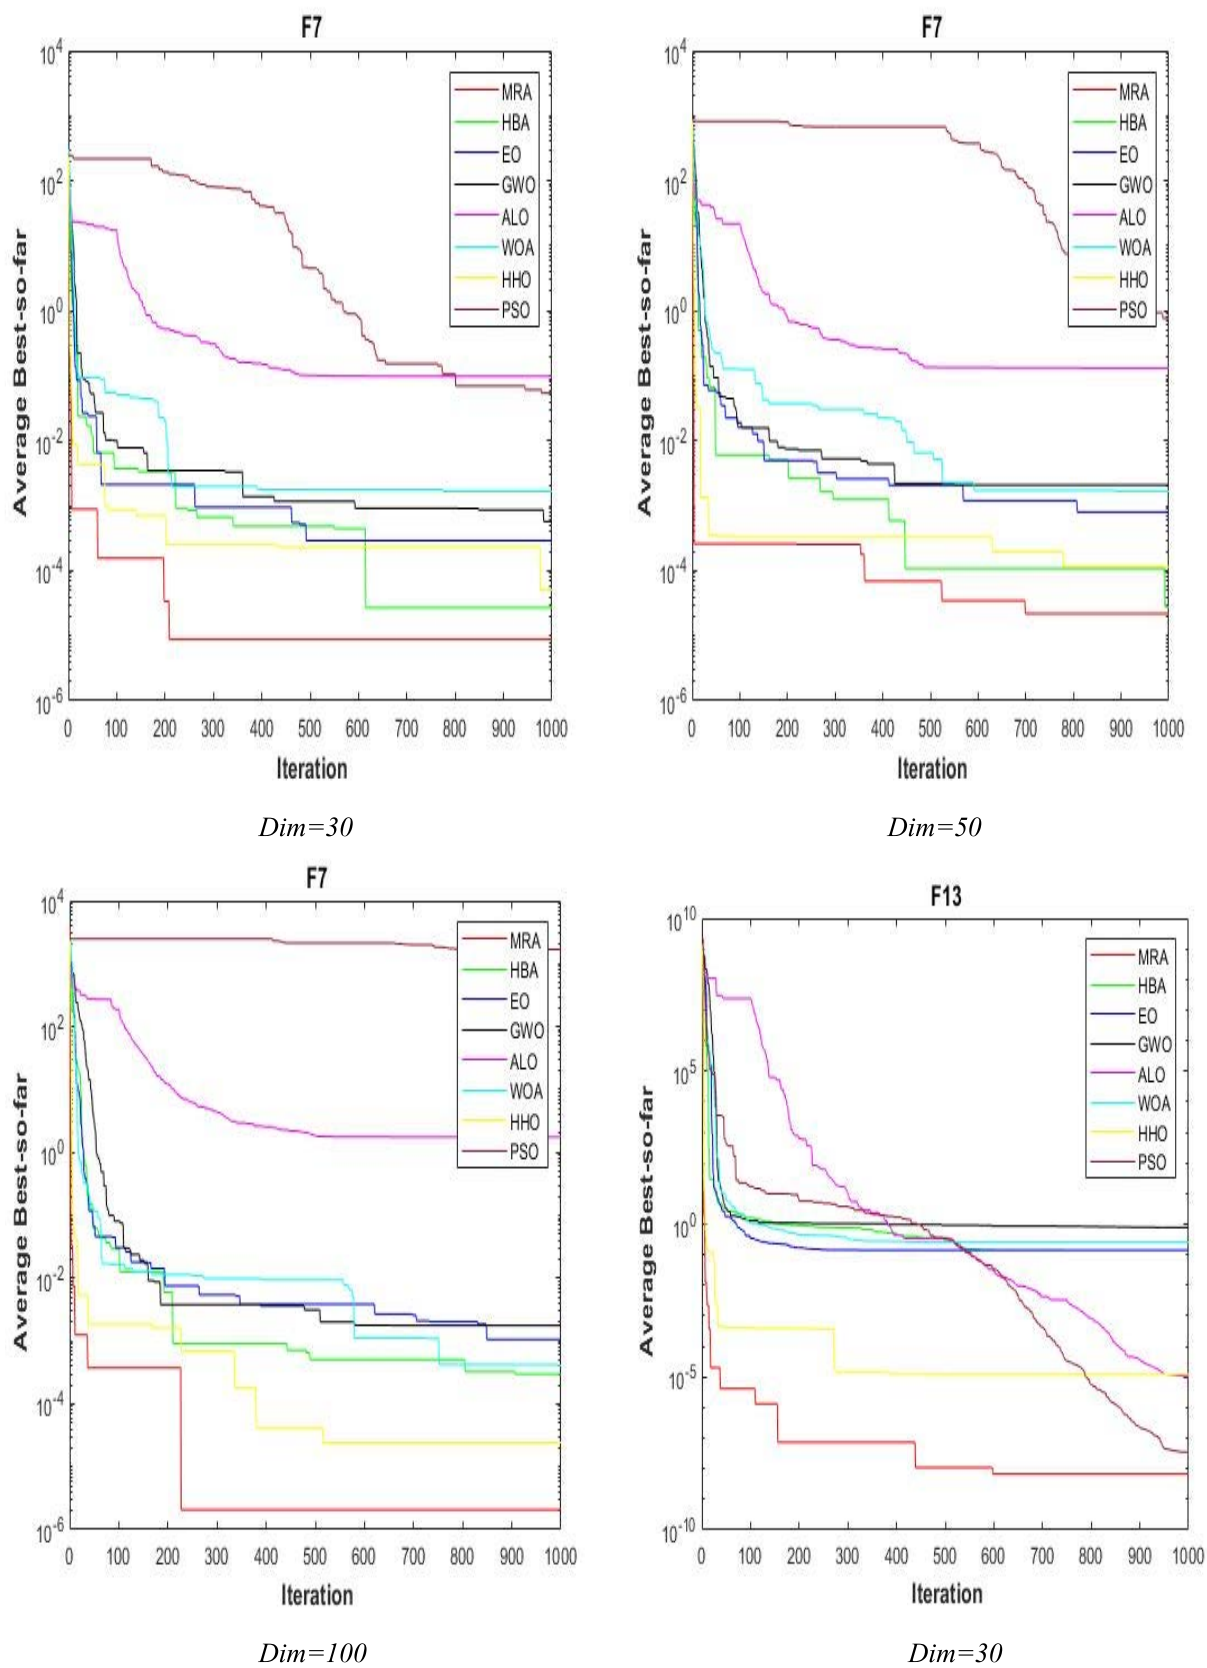 F7
10^4
10^2
10^0
10^-2
10^-4
10^-6
Average Best-so-far
MRA
HBA
EO
GWO
ALO
WOA
HHO
PSO
0 100 200 300 400 500 600 700 800 900 1000
Iteration
Dim=30
F7
10^4
10^2
10^0
10^-2
10^-4
10^-6
Average Best-so-far
MRA
HBA
EO
GWO
ALO
WOA
HHO
PSO
0 100 200 300 400 500 600 700 800 900 1000
Iteration
Dim=50
F7
10^4
10^2
10^0
10^-2
10^-4
10^-6
Average Best-so-far
MRA
HBA
EO
GWO
ALO
WOA
HHO
PSO
0 100 200 300 400 500 600 700 800 900 1000
Iteration
Dim=100
F13
10^10
10^5
10^0
10^-5
10^-10
Average Best-so-far
MRA
HBA
EO
GWO
ALO
WOA
HHO
PSO
0 100 200 300 400 500 600 700 800 900 1000
Iteration
Dim=30